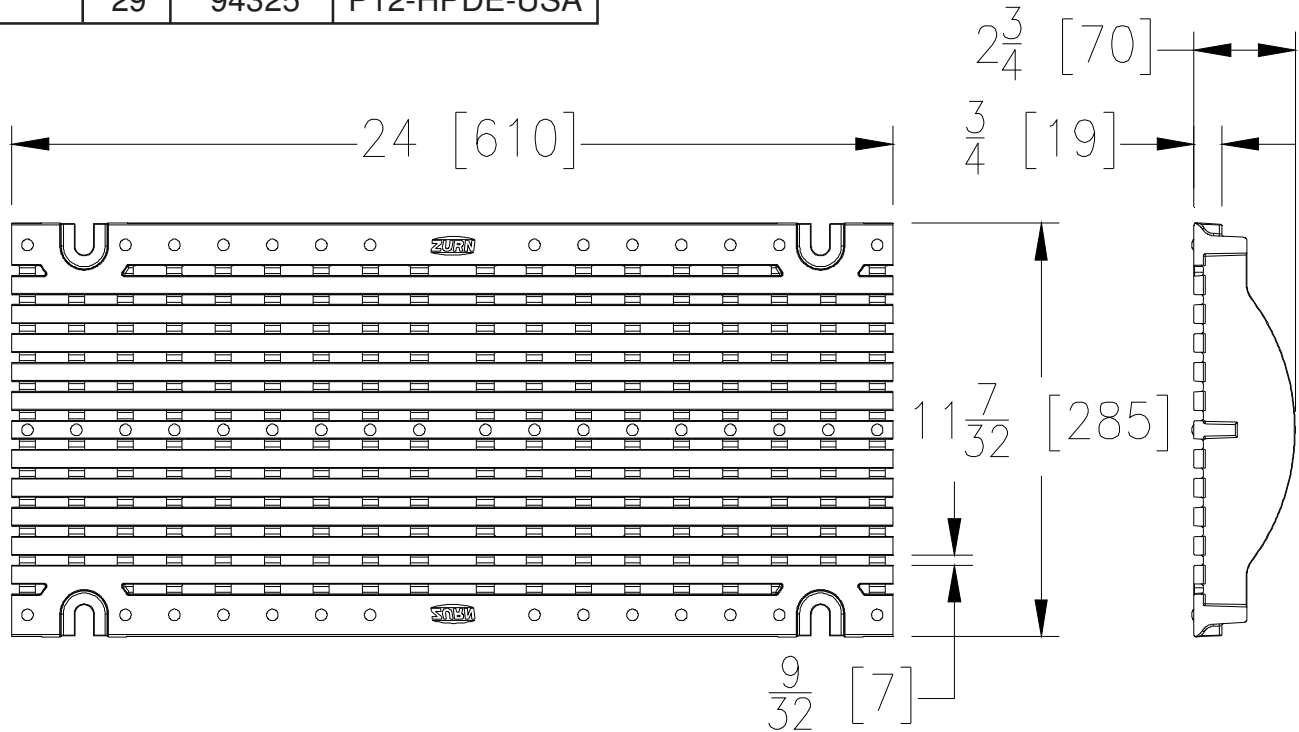 29 94325 P12-HPDE-USA
2 3/4 [70]
24 [610]
3/4 [19]
ZURN
11 7/32 [285]
ZURN
9/32 [7]